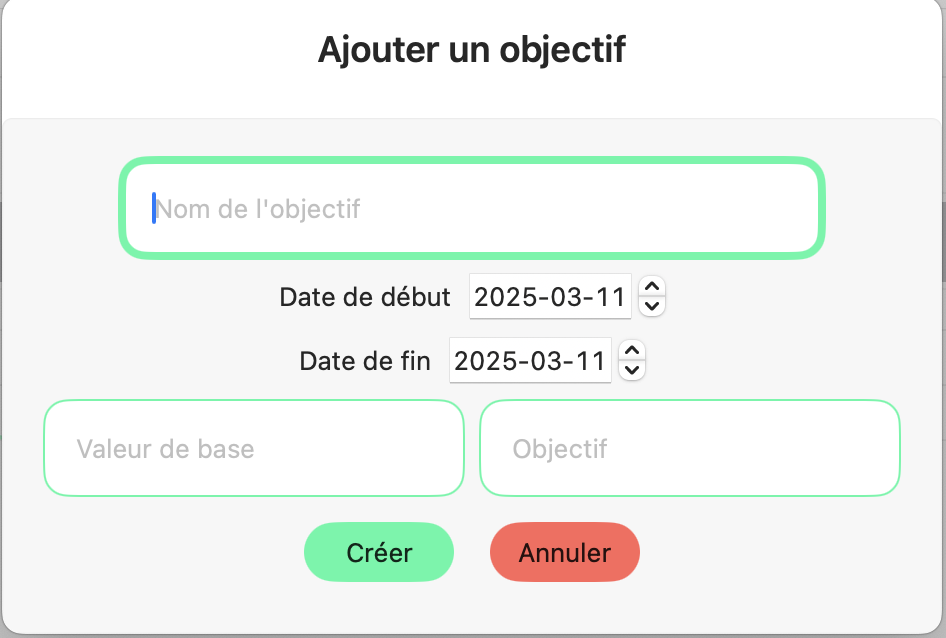 Ajouter un objectif
Nom de l'objectif
Date de début 2025-03-11
Date de fin 2025-03-11
Valeur de base Objectif
Créer Annuler